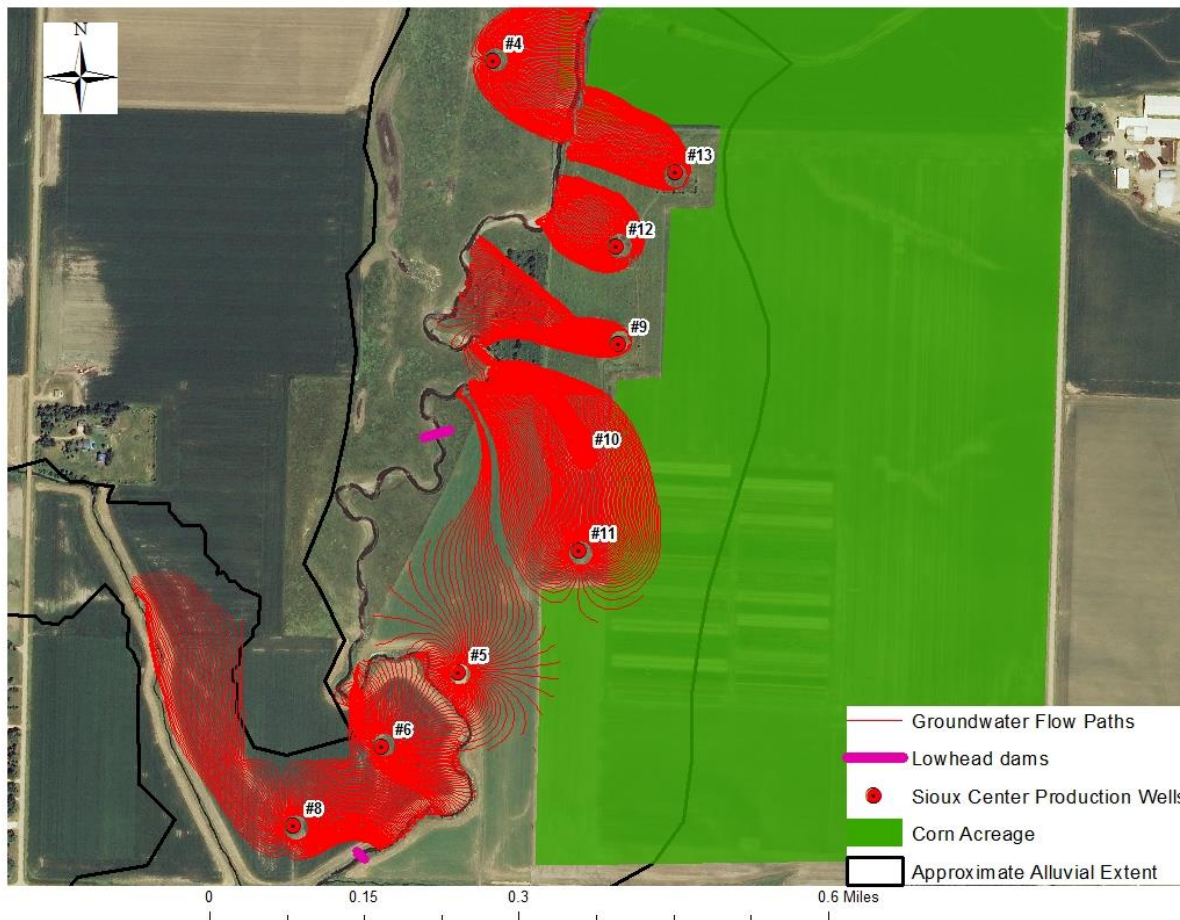 N
#4
#13
#12
#9
#10
#11
#5
#6
#8
Groundwater Flow Paths
Lowhead dams
Sioux Center Production Wells
Corn Acreage
Approximate Alluvial Extent
0 0.15 0.3 0.6 Miles